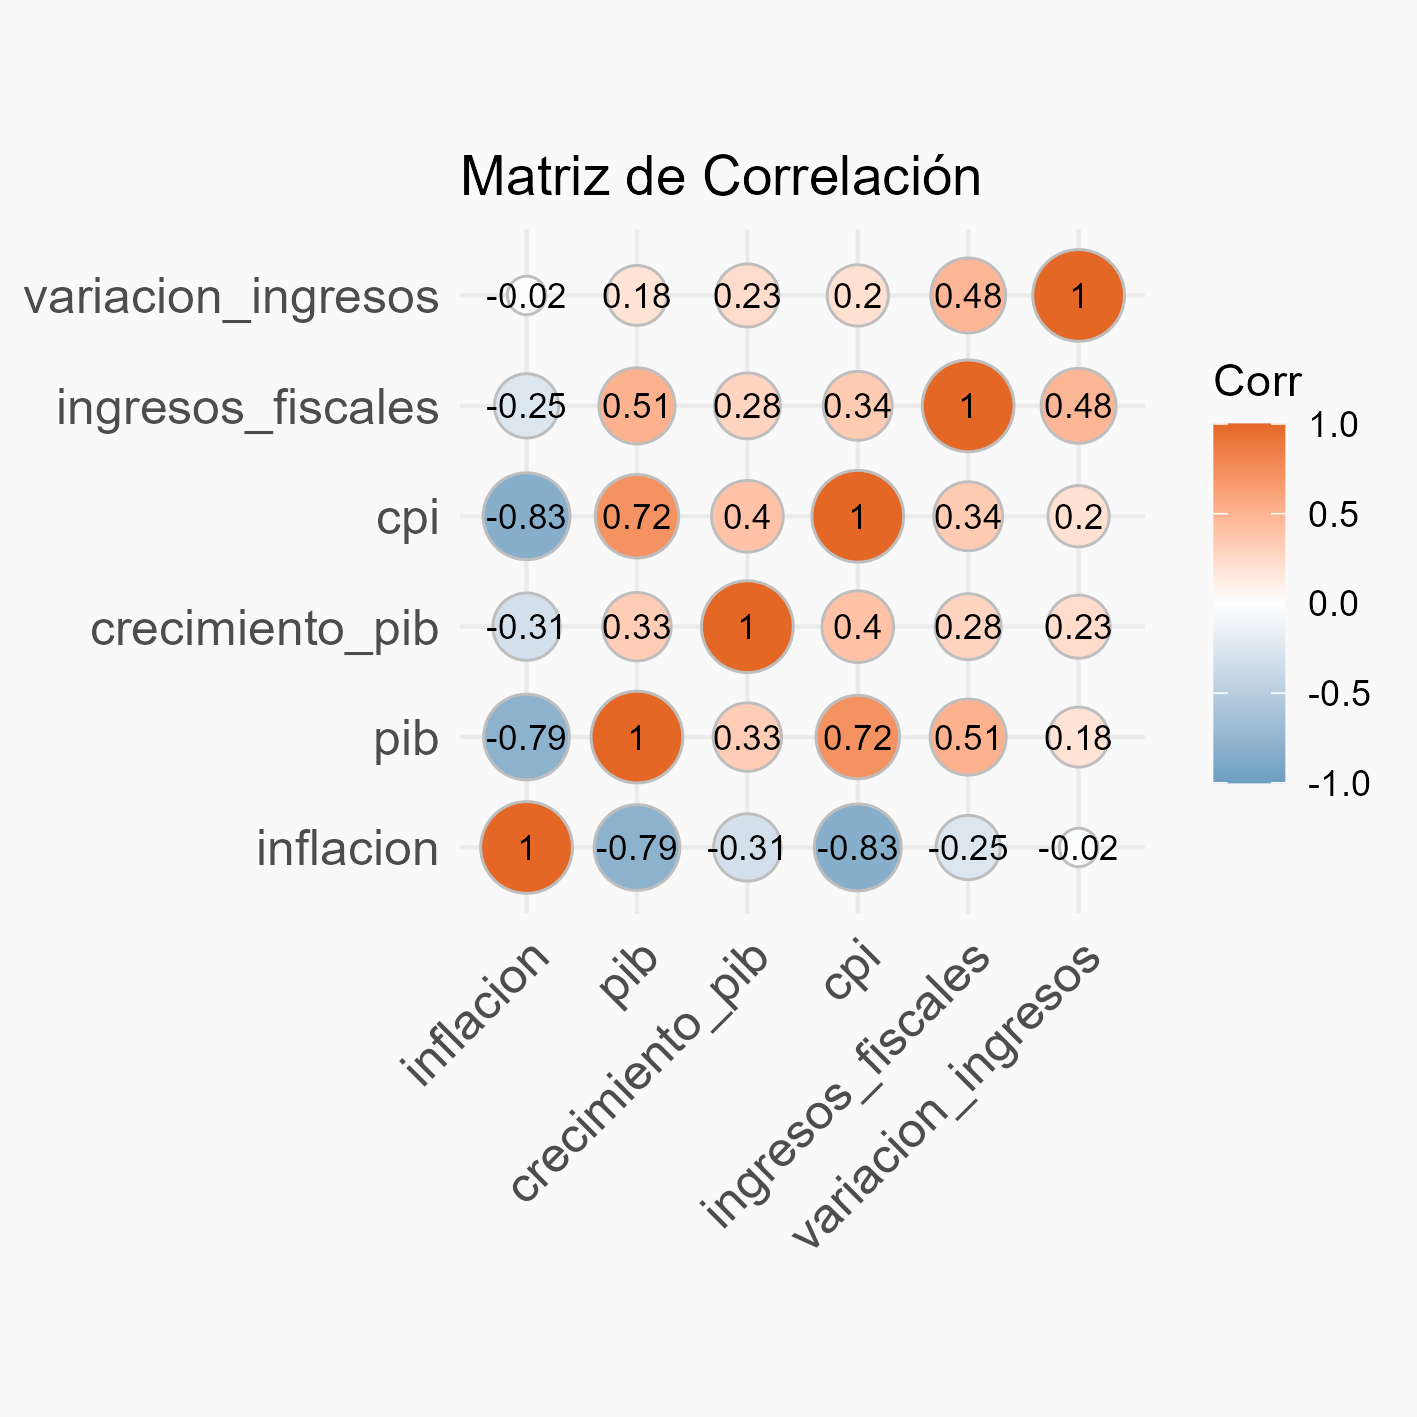 Matriz de Correlación
variacion_ingresos -0.02 0.18 0.23 0.2 0.48 1
ingresos_fiscales -0.25 0.51 0.28 0.34 1 0.48
cpi -0.83 0.72 0.4 1 0.34 0.2
crecimiento_pib -0.31 0.33 1 0.4 0.28 0.23
pib -0.79 1 0.33 0.72 0.51 0.18
inflacion 1 -0.79 -0.31 -0.83 -0.25 -0.02
inflacion
pib
crecimiento_pib
cpi
ingresos_fiscales
variacion_ingresos
Corr
1.0
0.5
0.0
-0.5
-1.0